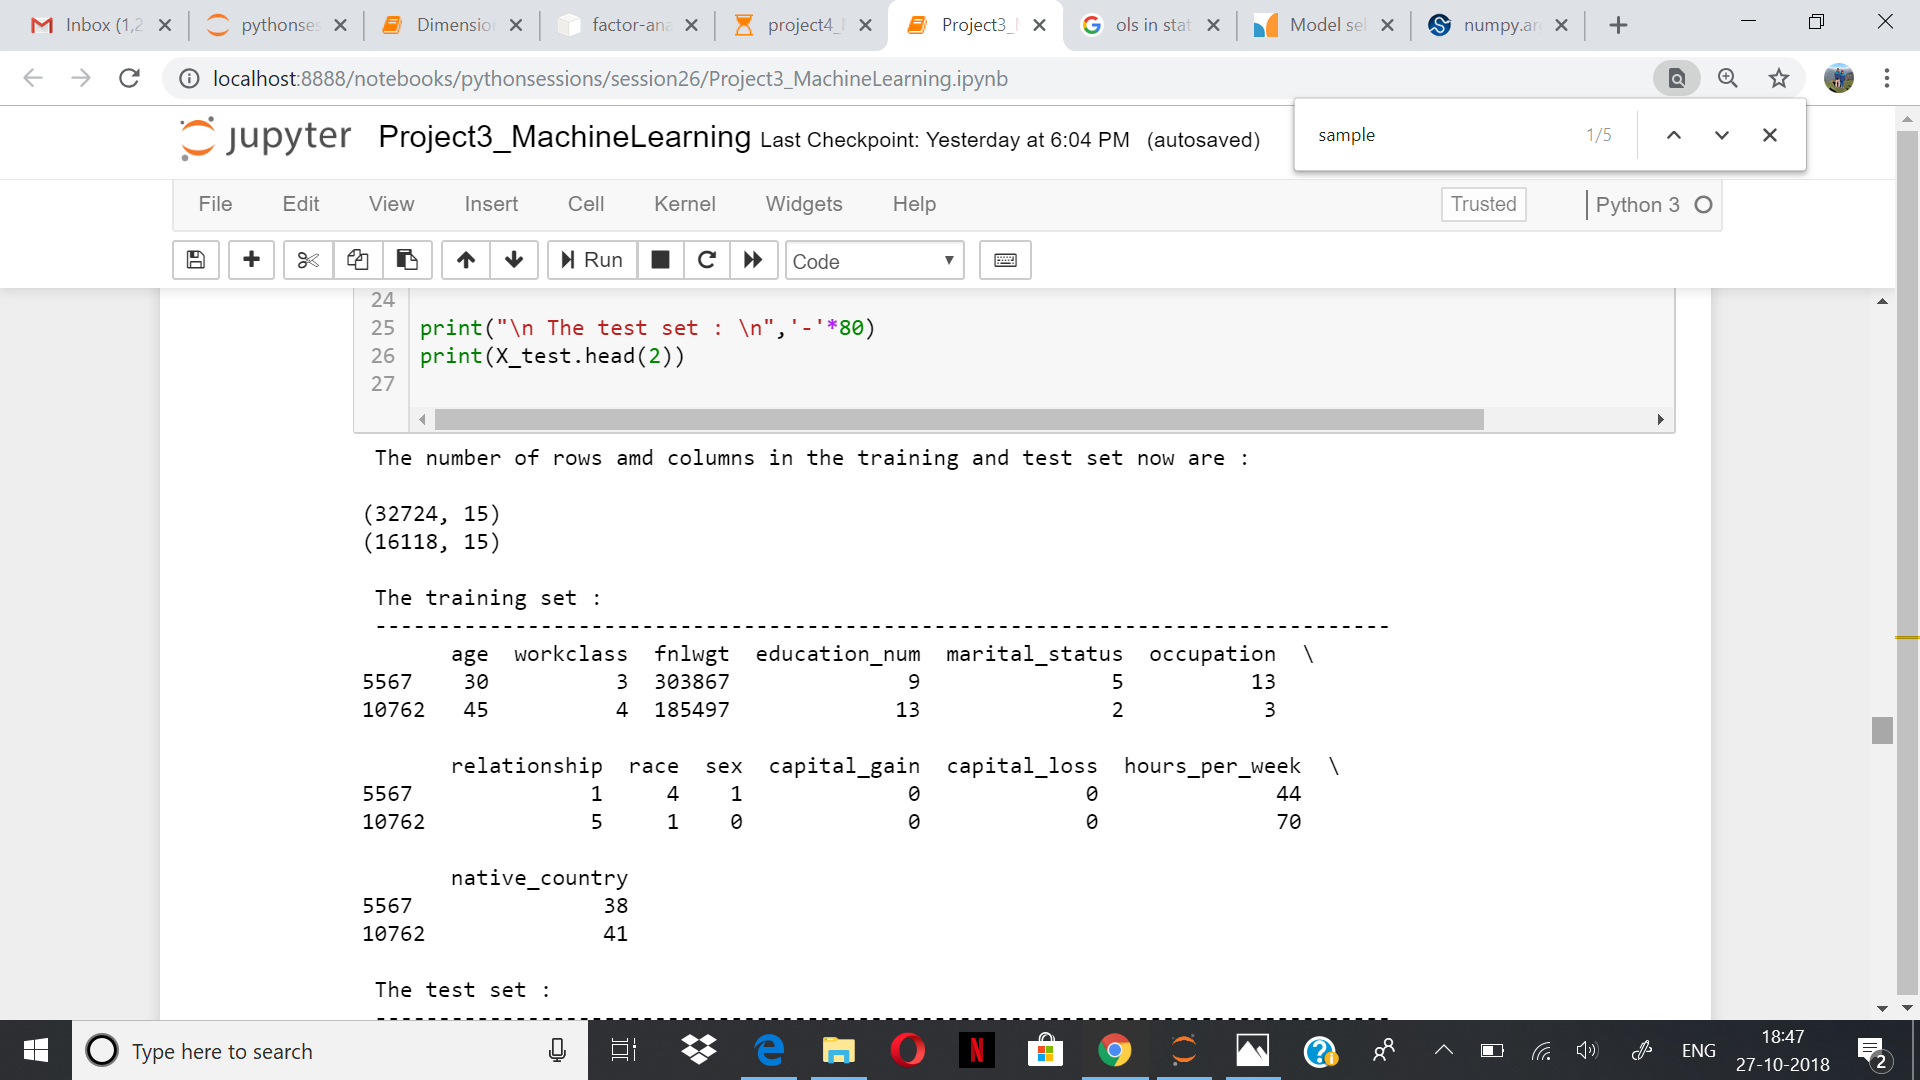 Inbox (1,2
pythonses
Dimension
factor-ana
project4_
Project3_
ols in stat
Model sel
numpy.ar
localhost:8888/notebooks/pythonsessions/session26/Project3_MachineLearning.ipynb
sample 1/5
jupyter Project3_MachineLearning Last Checkpoint: Yesterday at 6:04 PM (autosaved)
File Edit View Insert Cell Kernel Widgets Help Trusted Python 3
Run Code
24
25 print("\n The test set : \n",'-'*80)
26 print(X_test.head(2))
27
The number of rows amd columns in the training and test set now are :
(32724, 15)
(16118, 15)
The training set :
--------------------------------------------------------------------------------
age workclass fnlwgt education_num marital_status occupation \
5567 30 3 303867 9 5 13
10762 45 4 185497 13 2 3
relationship race sex capital_gain capital_loss hours_per_week \
5567 1 4 1 0 0 44
10762 5 1 0 0 0 70
native_country
5567 38
10762 41
The test set :
--------------------------------------------------------------------------------
Type here to search
N
ENG
18:47
27-10-2018
2